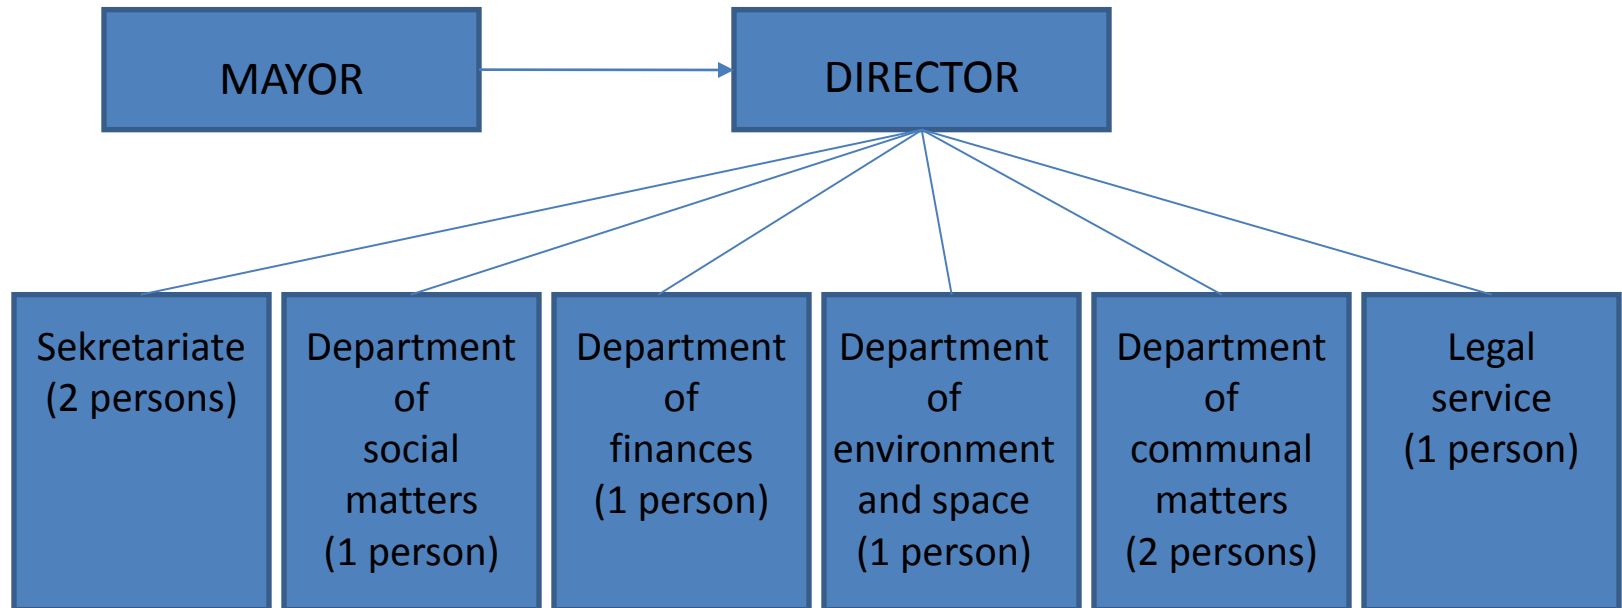 MAYOR
DIRECTOR
Sekretariate
(2 persons)
Department
of
social
matters
(1 person)
Department
of
finances
(1 person)
Department
of
environment
and space
(1 person)
Department
of
communal
matters
(2 persons)
Legal
service
(1 person)